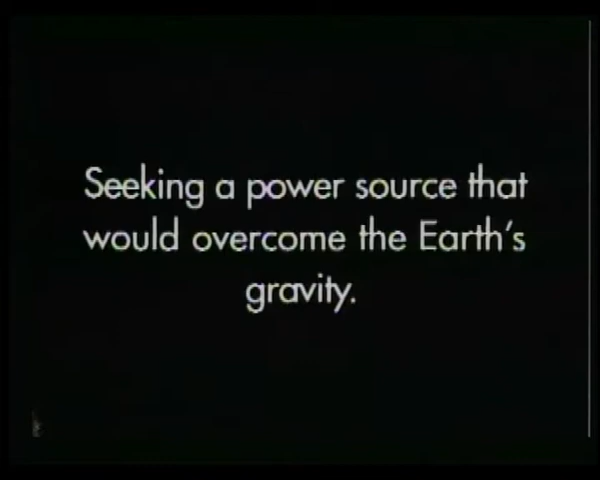 Seeking a power source that
would overcome the Earth's
gravity.